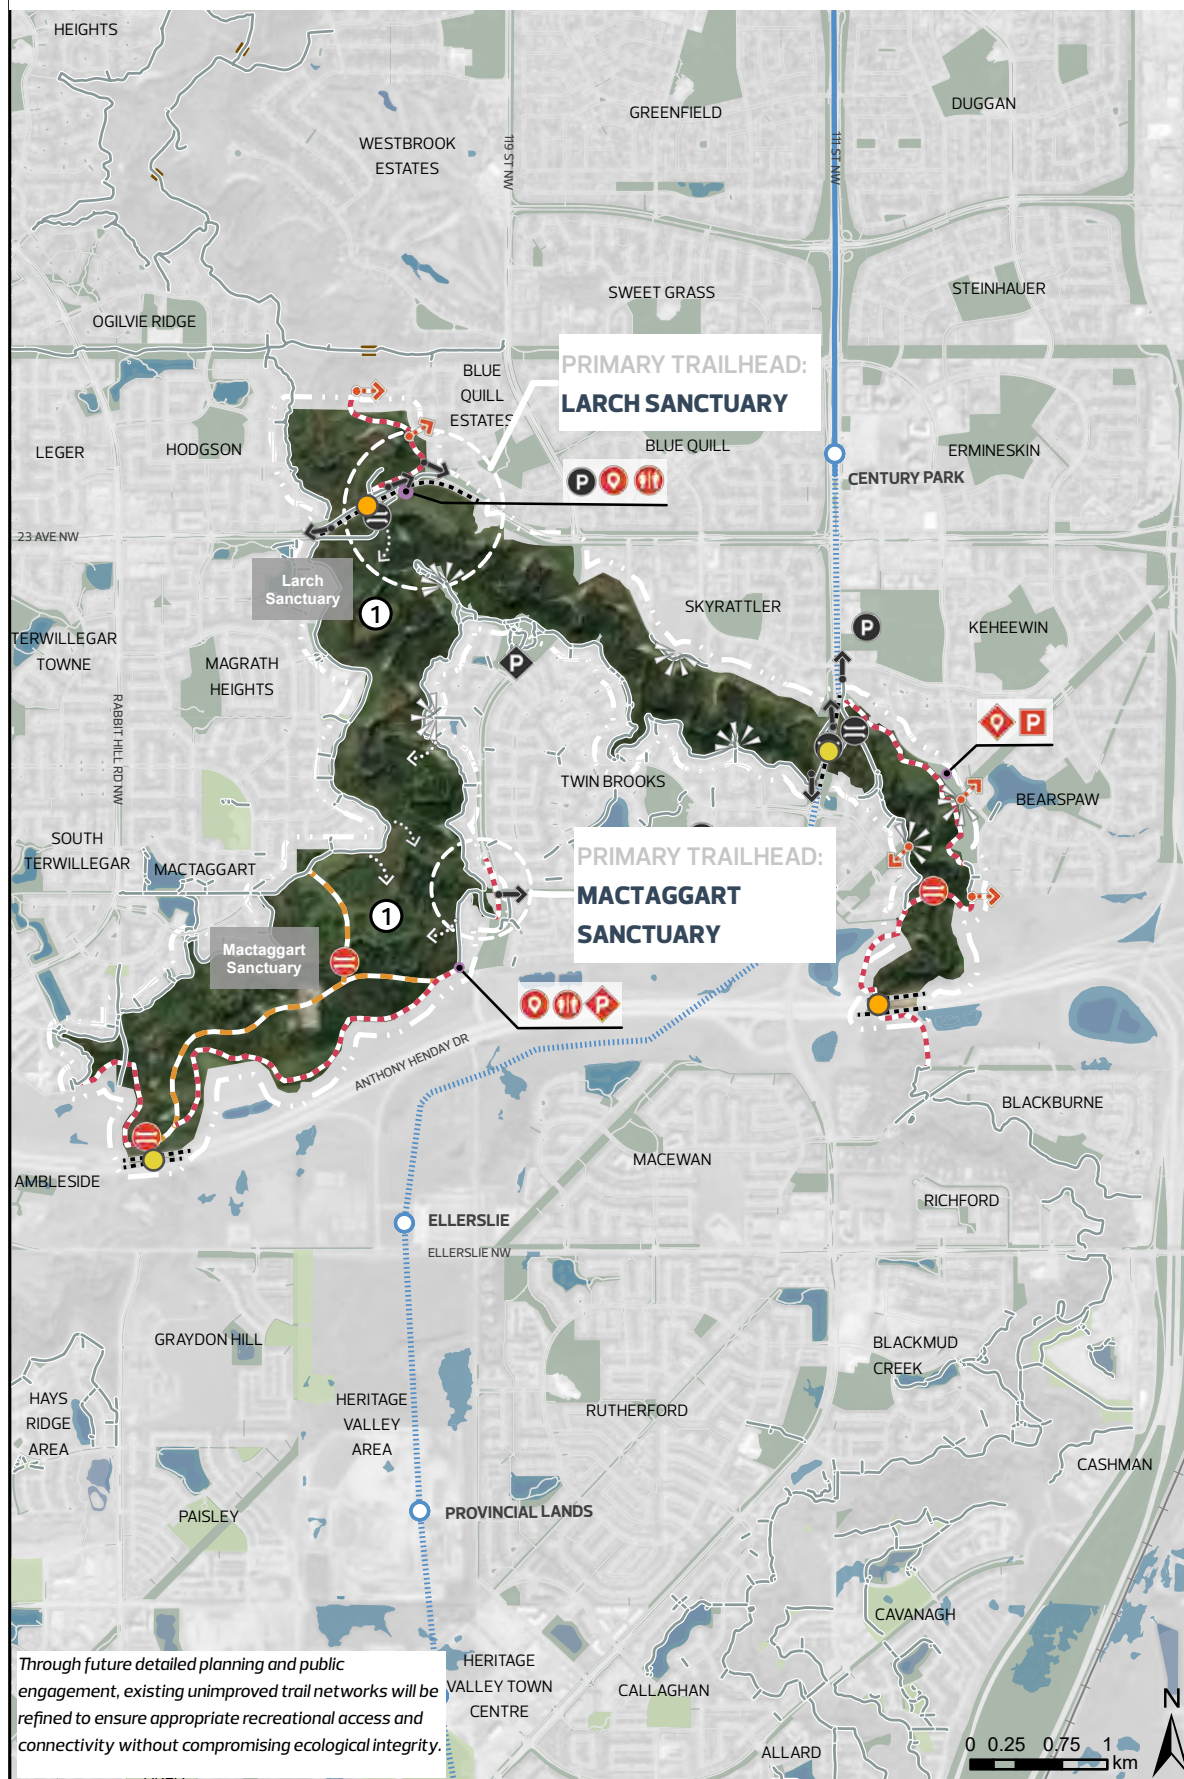 HEIGHTS
WESTBROOK
ESTATES
119 ST NW
GREENFIELD
111 ST NW
DUGGAN
OGILVIE RIDGE
SWEET GRASS
STEINHAUER
PRIMARY TRAILHEAD:
LARCH SANCTUARY
BLUE
QUILL
ESTATES
LEGER
HODGSON
BLUE QUILL
ERMINESKIN
CENTURY PARK
P
23 AVE NW
Larch
Sanctuary
1
SKYRATTLER
P
KEHEEWIN
TERWILLEGAR
TOWNE
MAGRATH
HEIGHTS
P
RABBIT HILL RD NW
P
TWIN BROOKS
BEARSPAW
SOUTH
TERWILLEGAR
MACTAGGART
PRIMARY TRAILHEAD:
MACTAGGART
SANCTUARY
1
Mactaggart
Sanctuary
P
ANTHONY HENDAY DR
BLACKBURNE
MACEWAN
AMBLESIDE
RICHFORD
ELLERSLIE
ELLERSLIE NW
GRAYDON HILL
BLACKMUD
CREEK
HAYS
RIDGE
AREA
HERITAGE
VALLEY
AREA
RUTHERFORD
CASHMAN
PAISLEY
PROVINCIAL LANDS
CAVANAGH
Through future detailed planning and public
engagement, existing unimproved trail networks will be
refined to ensure appropriate recreational access and
connectivity without compromising ecological integrity.
HERITAGE
VALLEY TOWN
CENTRE
CALLAGHAN
ALLARD
N
0 0.25 0.75 1
km